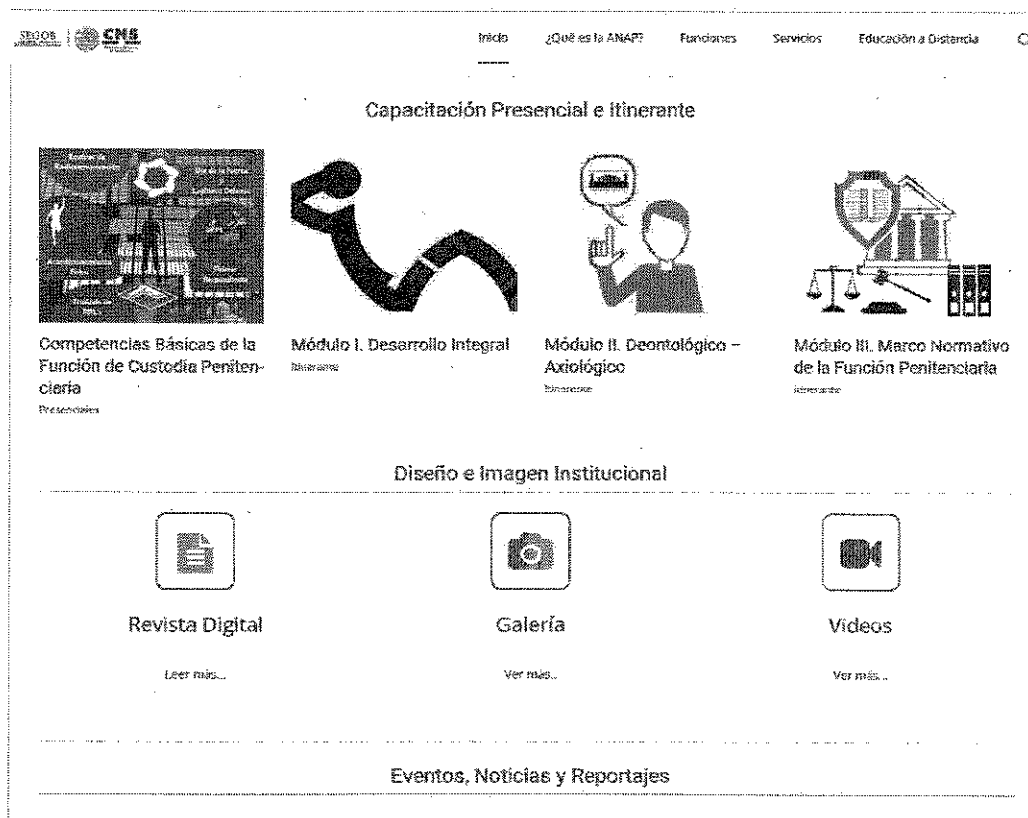 SEGOB CNS
Inicio ¿Qué es la ANAP? Funciones Servicios Educación a Distancia
Capacitación Presencial e Itinerante
Competencias Básicas de la
Función de Custodia Peniten-
ciaria
Presenciales
Módulo I. Desarrollo Integral
Itinerante
Módulo II. Deontológico –
Axiológico
Itinerante
Módulo III. Marco Normativo
de la Función Penitenciaria
Itinerante
Diseño e Imagen Institucional
Revista Digital
Leer más...
Galería
Ver más...
Videos
Ver más...
Eventos, Noticias y Reportajes